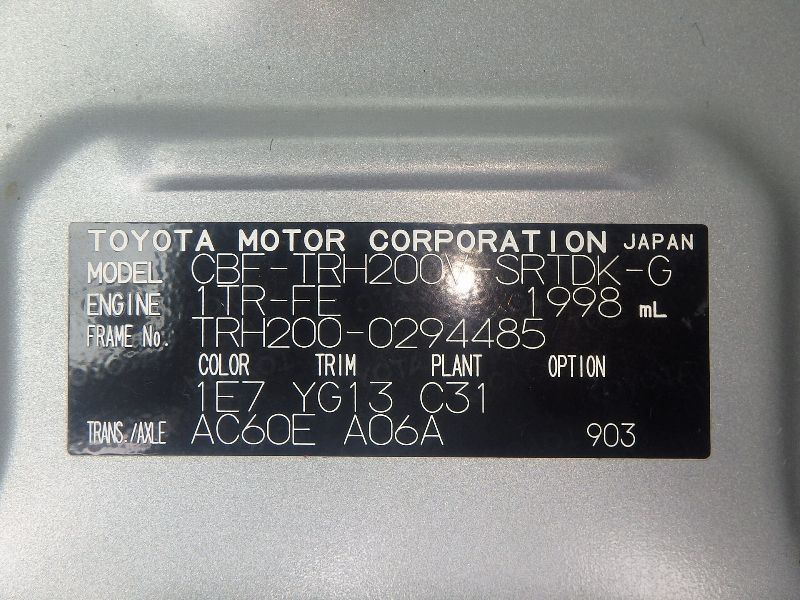 TOYOTA MOTOR CORPORATION JAPAN
MODEL CBF-TRH200V-SRTDK-G
ENGINE 1TR-FE 1998 mL
FRAME No. TRH200-0294485
COLOR TRIM PLANT OPTION
1E7 YG13 C31
TRANS./AXLE AC60E A06A 903